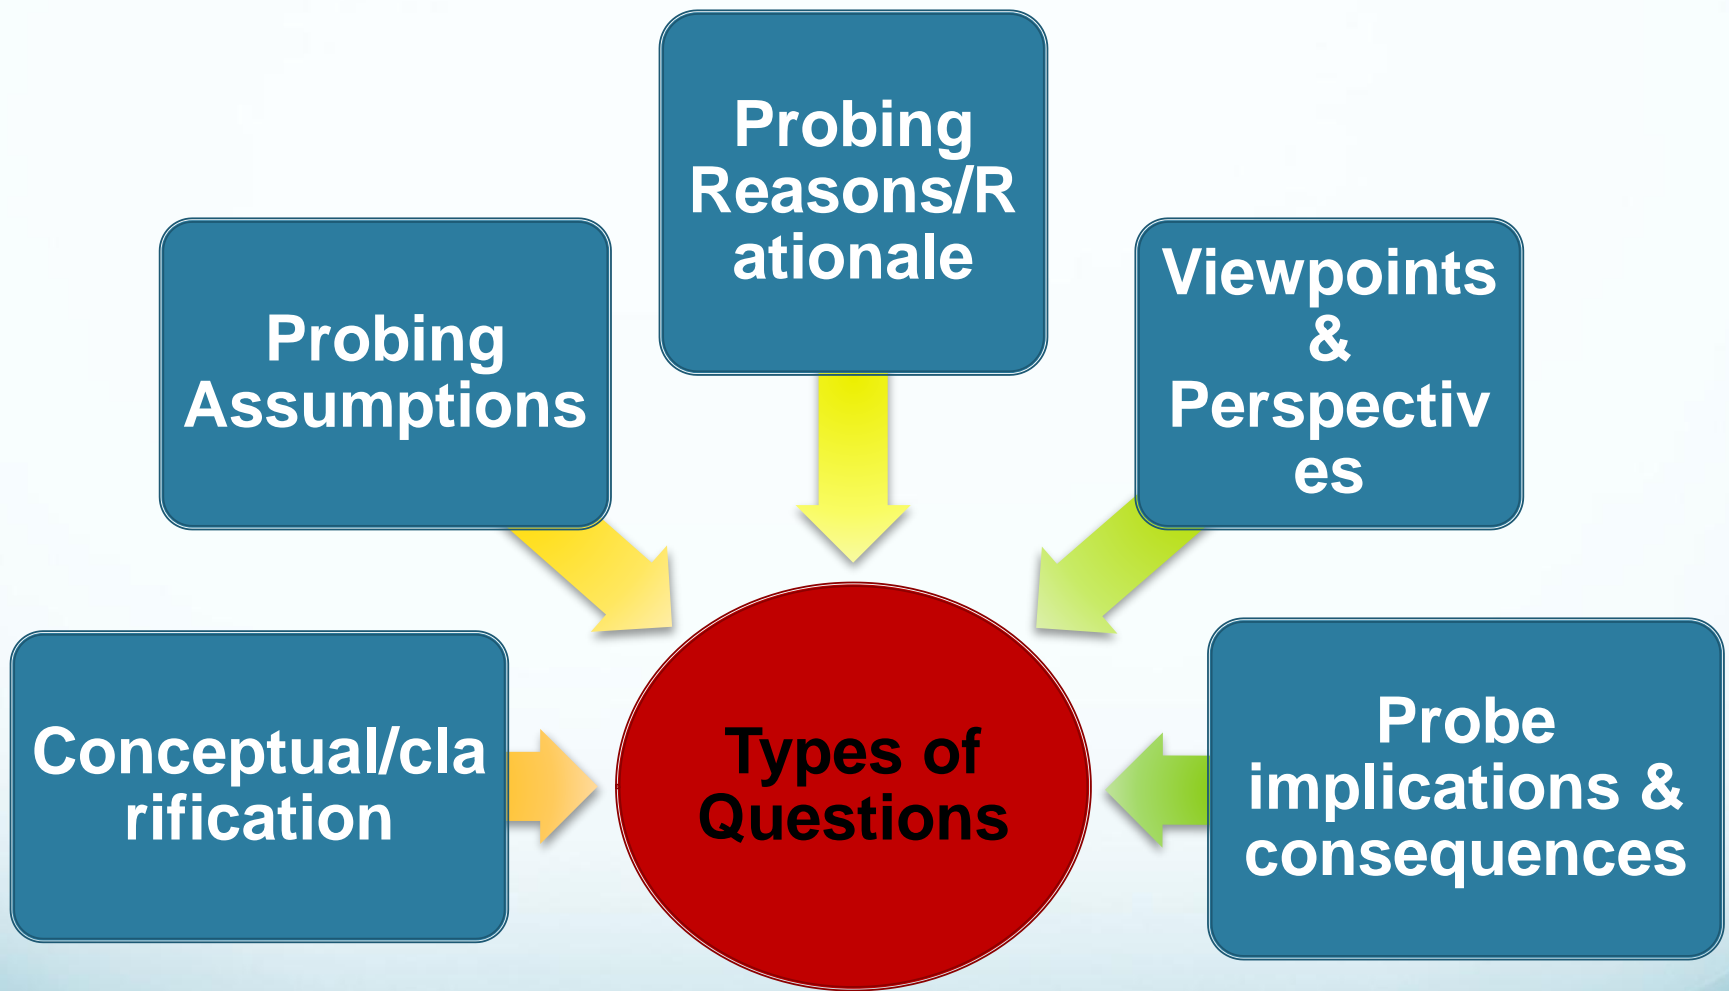 Probing
Reasons/R
ationale
Probing
Assumptions
Viewpoints
&
Perspectiv
es
Conceptual/cla
rification
Types of
Questions
Probe
implications &
consequences